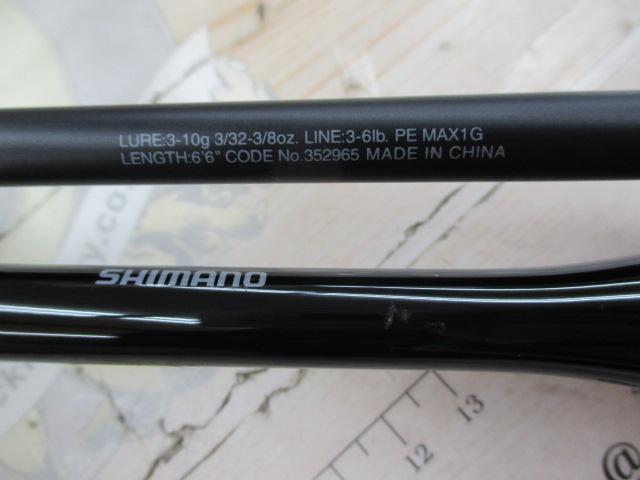 LURE:3-10g 3/32-3/8oz. LINE:3-6lb. PE MAX1G
LENGTH:6'6" CODE No.352965 MADE IN CHINA
SHIMANO
12 13
@